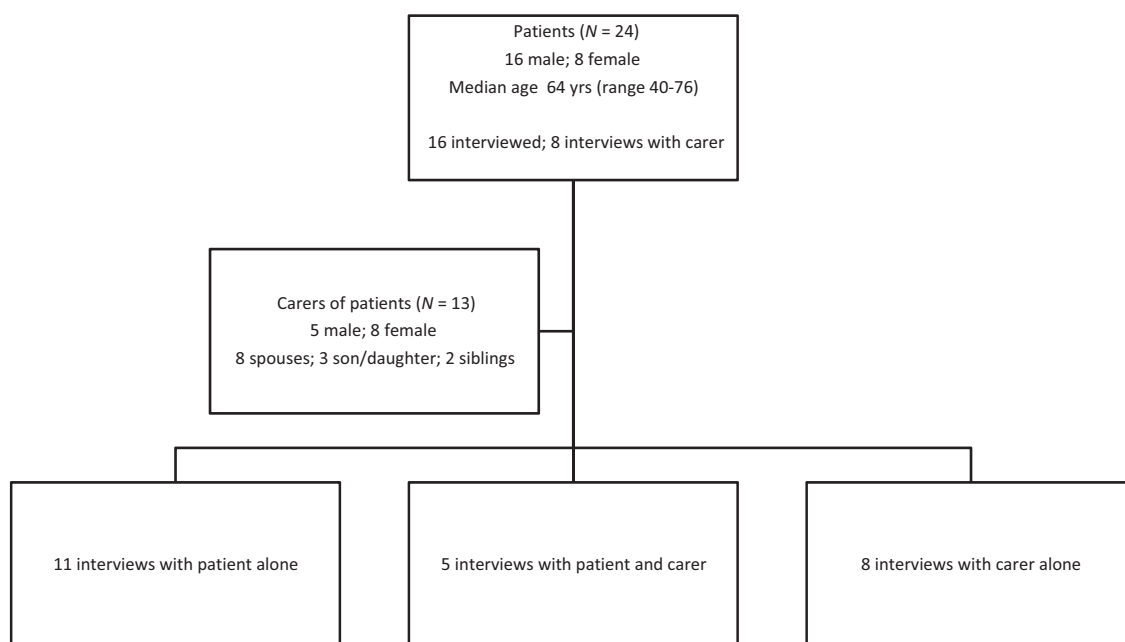 Patients (N = 24)
16 male; 8 female
Median age 64 yrs (range 40-76)
16 interviewed; 8 interviews with carer
Carers of patients (N = 13)
5 male; 8 female
8 spouses; 3 son/daughter; 2 siblings
11 interviews with patient alone
5 interviews with patient and carer
8 interviews with carer alone